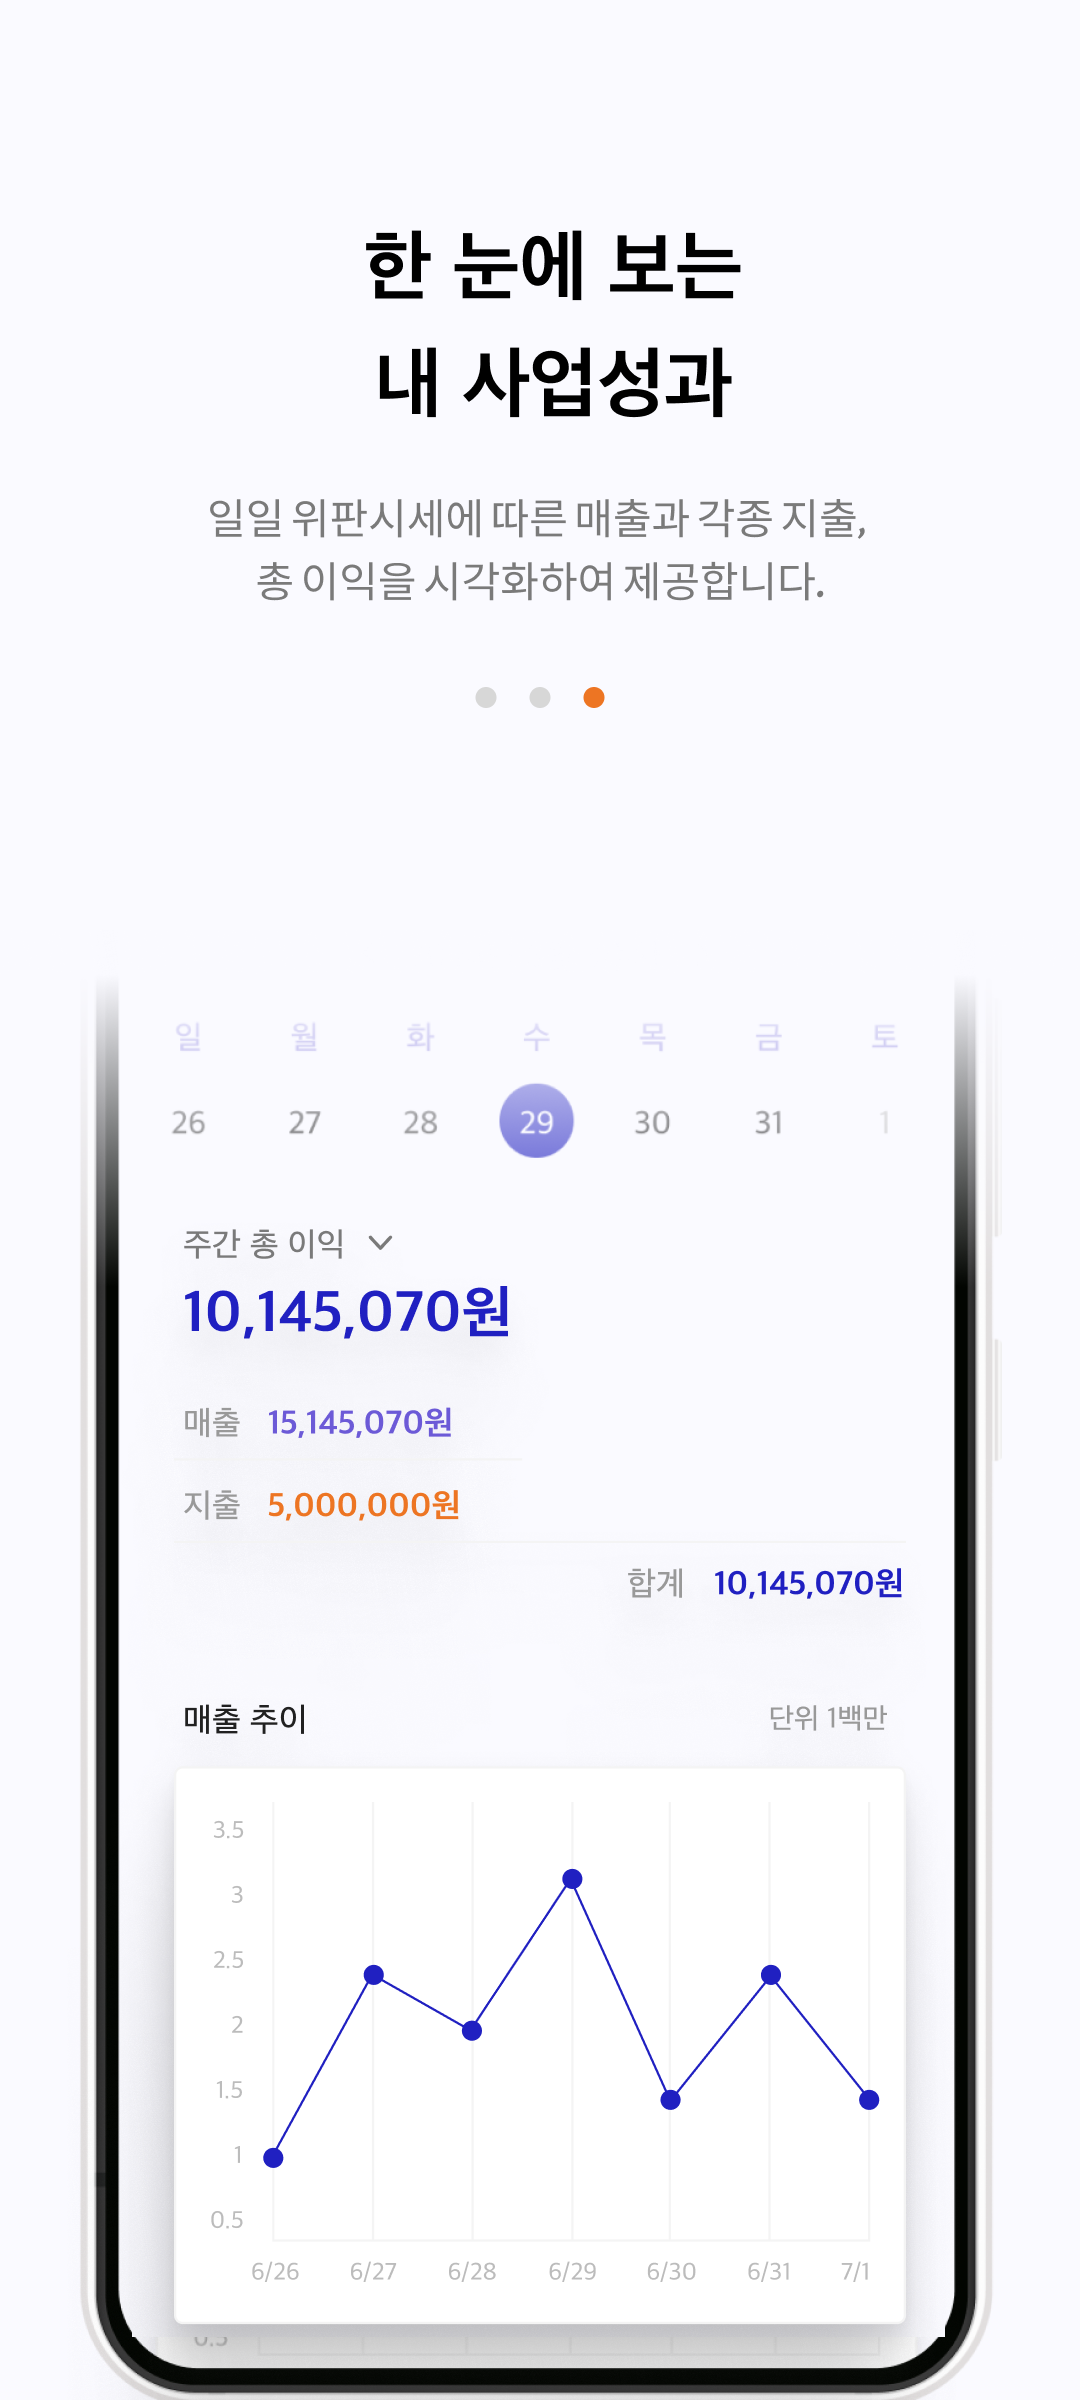 한 눈에 보는
내 사업성과
일일 위판시세에 따른 매출과 각종 지출,
총 이익을 시각화하여 제공합니다.
일 월 화 수 목 금 토
26 27 28 29 30 31 1
주간 총 이익
10,145,070원
매출 15,145,070원
지출 5,000,000원
합계 10,145,070원
매출 추이 단위 1백만
3.5
3
2.5
2
1.5
1
0.5
6/26 6/27 6/28 6/29 6/30 6/31 7/1
0.5